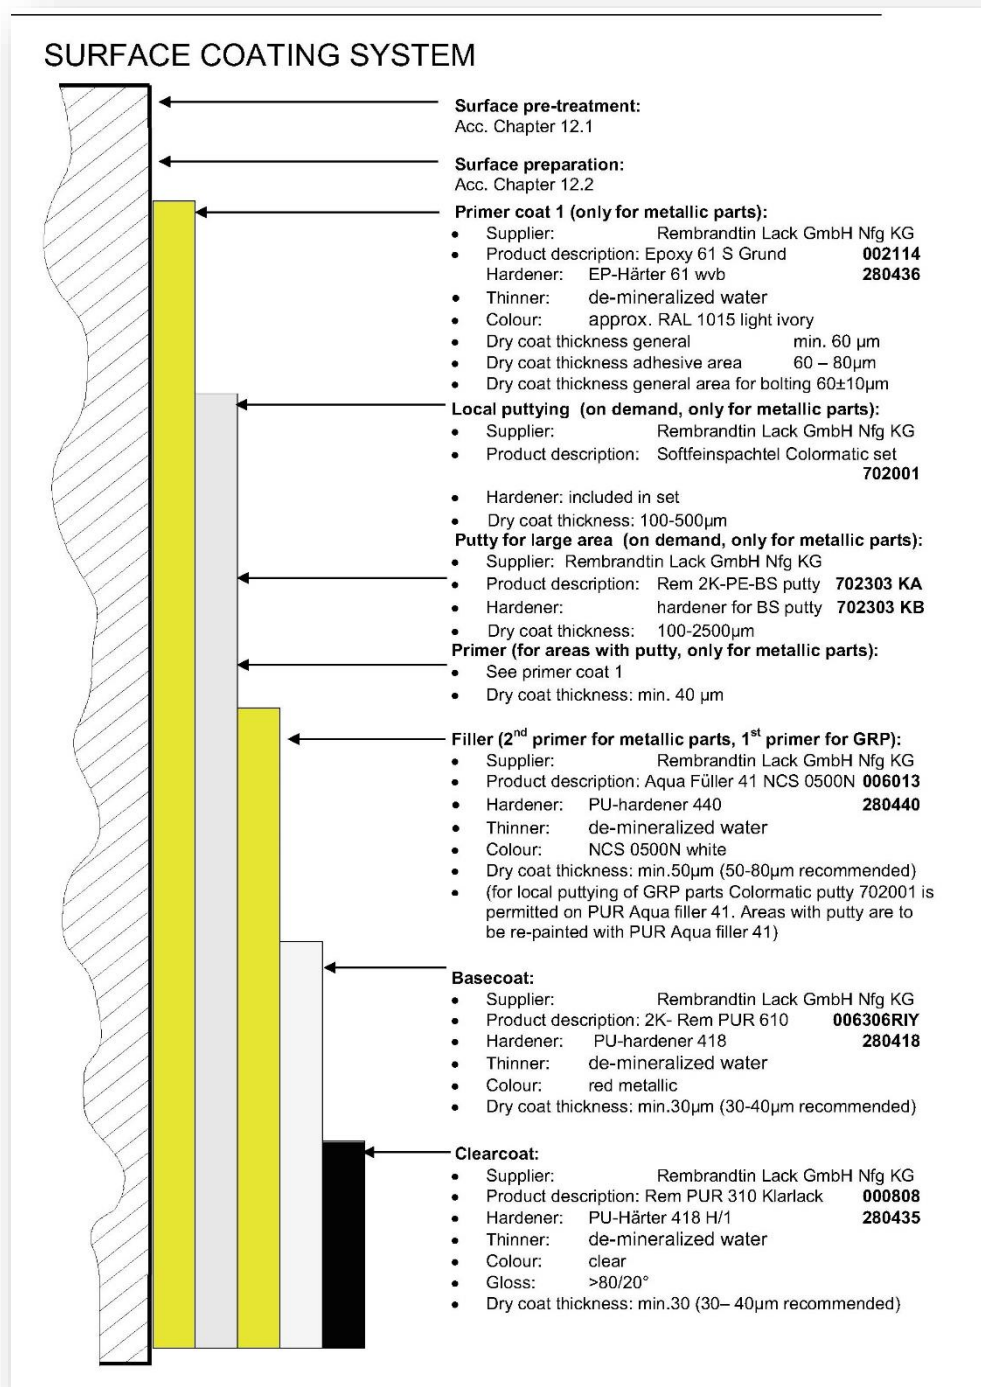 SURFACE COATING SYSTEM
Surface pre-treatment:
Acc. Chapter 12.1
Surface preparation:
Acc. Chapter 12.2
Primer coat 1 (only for metallic parts):
• Supplier: Rembrandtin Lack GmbH Nfg KG
• Product description: Epoxy 61 S Grund 002114
Hardener: EP-Härter 61 wvb 280436
• Thinner: de-mineralized water
• Colour: approx. RAL 1015 light ivory
• Dry coat thickness general min. 60 µm
• Dry coat thickness adhesive area 60 – 80µm
• Dry coat thickness general area for bolting 60±10µm
Local puttying (on demand, only for metallic parts):
• Supplier: Rembrandtin Lack GmbH Nfg KG
• Product description: Softfeinspachtel Colormatic set
702001
• Hardener: included in set
• Dry coat thickness: 100-500µm
Putty for large area (on demand, only for metallic parts):
• Supplier: Rembrandtin Lack GmbH Nfg KG
• Product description: Rem 2K-PE-BS putty 702303 KA
• Hardener: hardener for BS putty 702303 KB
• Dry coat thickness: 100-2500µm
Primer (for areas with putty, only for metallic parts):
• See primer coat 1
• Dry coat thickness: min. 40 µm
Filler (2nd primer for metallic parts, 1st primer for GRP):
• Supplier: Rembrandtin Lack GmbH Nfg KG
• Product description: Aqua Füller 41 NCS 0500N 006013
• Hardener: PU-hardener 440 280440
• Thinner: de-mineralized water
• Colour: NCS 0500N white
• Dry coat thickness: min.50µm (50-80µm recommended)
• (for local puttying of GRP parts Colormatic putty 702001 is
permitted on PUR Aqua filler 41. Areas with putty are to
be re-painted with PUR Aqua filler 41)
Basecoat:
• Supplier: Rembrandtin Lack GmbH Nfg KG
• Product description: 2K- Rem PUR 610 006306RIY
• Hardener: PU-hardener 418 280418
• Thinner: de-mineralized water
• Colour: red metallic
• Dry coat thickness: min.30µm (30-40µm recommended)
Clearcoat:
• Supplier: Rembrandtin Lack GmbH Nfg KG
• Product description: Rem PUR 310 Klarlack 000808
• Hardener: PU-Härter 418 H/1 280435
• Thinner: de-mineralized water
• Colour: clear
• Gloss: >80/20°
• Dry coat thickness: min.30 (30– 40µm recommended)